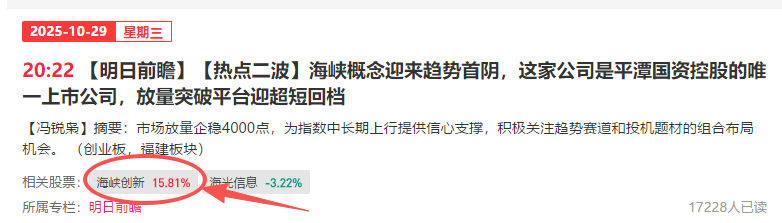 2025-10-29 星期三
20:22 【明日前瞻】【热点二波】海峡概念迎来趋势首阴，这家公司是平潭国资控股的唯
一上市公司，放量突破平台迎超短回档
【冯锐枭】摘要：市场放量企稳4000点，为指数中长期上行提供信心支撑，积极关注趋势赛道和投机题材的组合布局
机会。 （创业板，福建板块）
相关股票： 海峡创新 15.81% 海光信息 -3.22%
所属专栏：明日前瞻 17228人已读